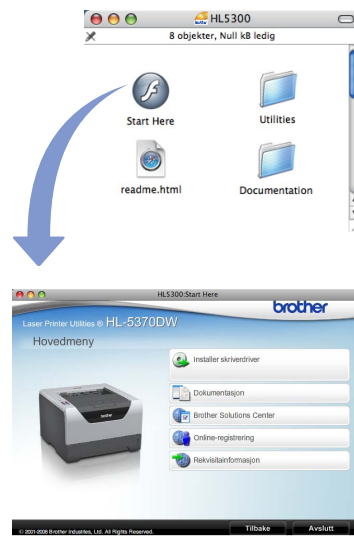 HL5300
8 objekter, Null kB ledig
Start Here
Utilities
readme.html
Documentation
HL5300:Start Here
brother
Laser Printer Utilities ® HL-5370DW
Hovedmeny
Installer skriverdriver
Dokumentasjon
Brother Solutions Center
Online-registrering
Rekvisitainformasjon
© 2001-2008 Brother Industries, Ltd. All Rights Reserved.
Tilbake
Avslutt